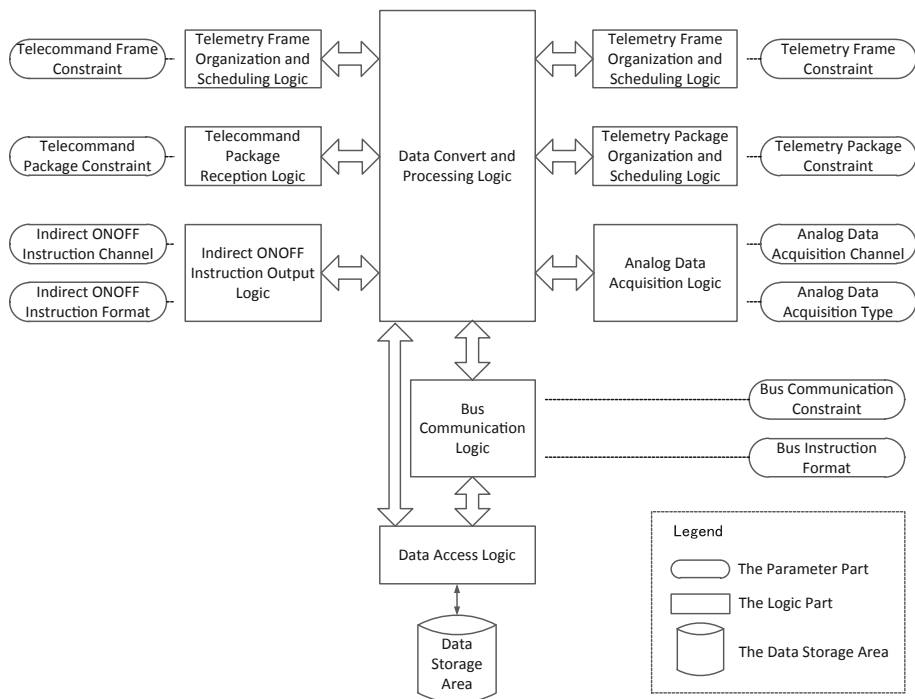 Telecommand Frame
Constraint
Telemetry Frame
Organization and
Scheduling Logic
Telemetry Frame
Organization and
Scheduling Logic
Telemetry Frame
Constraint
Telecommand
Package Constraint
Telecommand
Package
Reception Logic
Data Convert and
Processing Logic
Telemetry Package
Organization and
Scheduling Logic
Telemetry Package
Constraint
Indirect ONOFF
Instruction Channel
Indirect ONOFF
Instruction Format
Indirect ONOFF
Instruction Output
Logic
Analog Data
Acquisition Logic
Analog Data
Acquisition Channel
Analog Data
Acquisition Type
Bus
Communication
Logic
Bus Communication
Constraint
Bus Instruction
Format
Data Access Logic
Data
Storage
Area
Legend
The Parameter Part
The Logic Part
The Data Storage Area